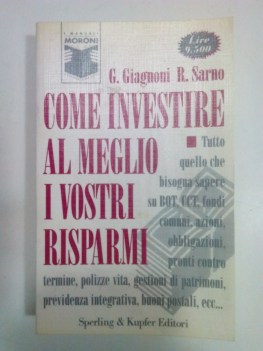 I MANUALI
MORONI
Lire
9.500
G. Giagnoni R. Sarno
COME INVESTIRE
AL MEGLIO
I VOSTRI
RISPARMI
Tutto
quello che
bisogna sapere
su BOT, CCT, fondi
comuni, azioni,
obbligazioni,
pronti contro
termine, polizze vita, gestioni di patrimoni,
previdenza integrativa, buoni postali, ecc...
Sperling & Kupfer Editori